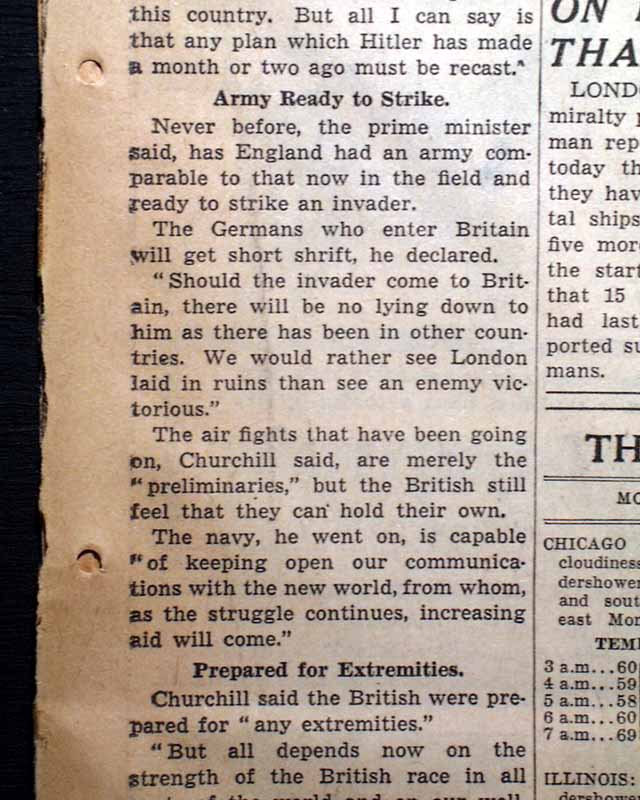 this country. But all I can say is
that any plan which Hitler has made
a month or two ago must be recast."
Army Ready to Strike.
Never before, the prime minister
said, has England had an army com-
parable to that now in the field and
ready to strike an invader.
The Germans who enter Britain
will get short shrift, he declared.
"Should the invader come to Brit-
ain, there will be no lying down to
him as there has been in other coun-
tries. We would rather see London
laid in ruins than see an enemy vic-
torious."
The air fights that have been going
on, Churchill said, are merely the
"preliminaries," but the British still
feel that they can hold their own.
The navy, he went on, is capable
"of keeping open our communica-
tions with the new world, from whom,
as the struggle continues, increasing
aid will come."
Prepared for Extremities.
Churchill said the British were pre-
pared for "any extremities."
"But all depends now on the
strength of the British race in all
ON
THA
LONDO
miralty p
man rep
today th
they hav
tal ships
five mor
the start
that 15
had last
ported su
mans.
TH
MO
CHICAGO
cloudiness
dershower
and sout
east Mor
TEMP
3 a.m...60
4 a.m...59
5 a.m...58
6 a.m...60
7 a.m...69
ILLINOIS:
dershower